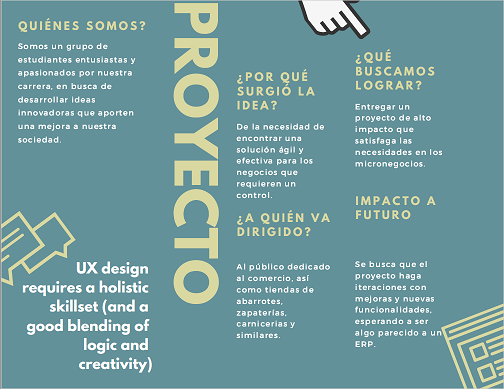 ¿QUIÉNES SOMOS?
Somos un grupo de
estudiantes entusiastas y
apasionados por nuestra
carrera, en busca de
desarrollar ideas
innovadoras que aporten
una mejora a nuestra
sociedad.
UX design
requires a holistic
skillset (and a
good blending of
logic and
creativity)
PROYECTO
¿POR QUÉ
SURGIÓ LA
IDEA?
De la necesidad de
encontrar una
solución ágil y
efectiva para los
negocios que
requieren un
control.
¿A QUIÉN VA
DIRIGIDO?
Al público dedicado
al comercio, así
como tiendas de
abarrotes,
zapaterías,
carnicerias y
similares.
¿QUÉ
BUSCAMOS
LOGRAR?
Entregar un
proyecto de alto
impacto que
satisfaga las
necesidades en los
micronegocios.
IMPACTO A
FUTURO
Se busca que el
proyecto haga
iteraciones con
mejoras y nuevas
funcionalidades,
esperando a ser
algo parecido a un
ERP.